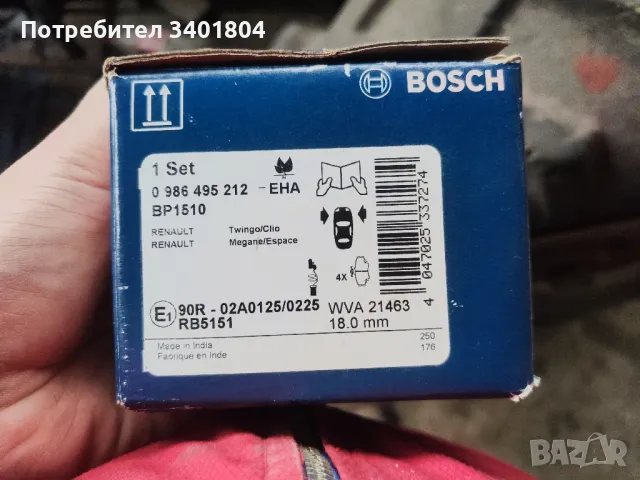 Потребител 3401804
BOSCH
1 Set
0 986 495 212 - EHA
BP1510
RENAULT Twingo/Clio
RENAULT Megane/Espace
4X
4 047025 337274
E1 90R - 02A0125/0225 WVA 21463
RB5151 18.0 mm
Made in India 250
Fabriqué en Inde 176
BAZAR